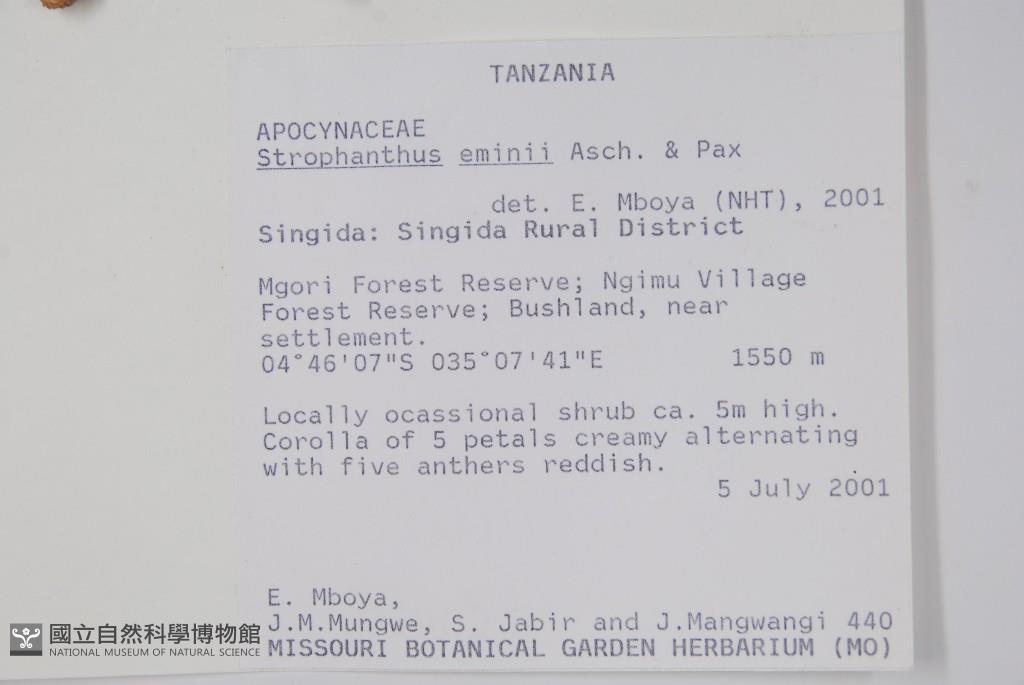 TANZANIA
APOCYNACEAE
Strophanthus eminii Asch. & Pax
det. E. Mboya (NHT), 2001
Singida: Singida Rural District
Mgori Forest Reserve; Ngimu Village
Forest Reserve; Bushland, near
settlement.
04°46'07"S 035°07'41"E 1550 m
Locally ocassional shrub ca. 5m high.
Corolla of 5 petals creamy alternating
with five anthers reddish.
5 July 2001
E. Mboya,
J.M.Mungwe, S. Jabir and J.Mangwangi 440
MISSOURI BOTANICAL GARDEN HERBARIUM (MO)
國立自然科學博物館
NATIONAL MUSEUM OF NATURAL SCIENCE